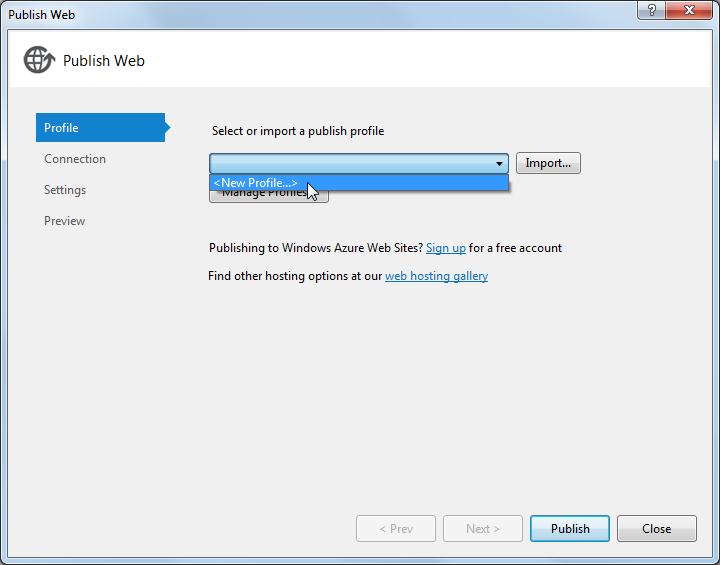 Publish Web
?
Publish Web
Profile
Connection
Settings
Preview
Select or import a publish profile
Import...
<New Profile...>
Manage Profiles
Publishing to Windows Azure Web Sites? Sign up for a free account
Find other hosting options at our web hosting gallery
< Prev
Next >
Publish
Close